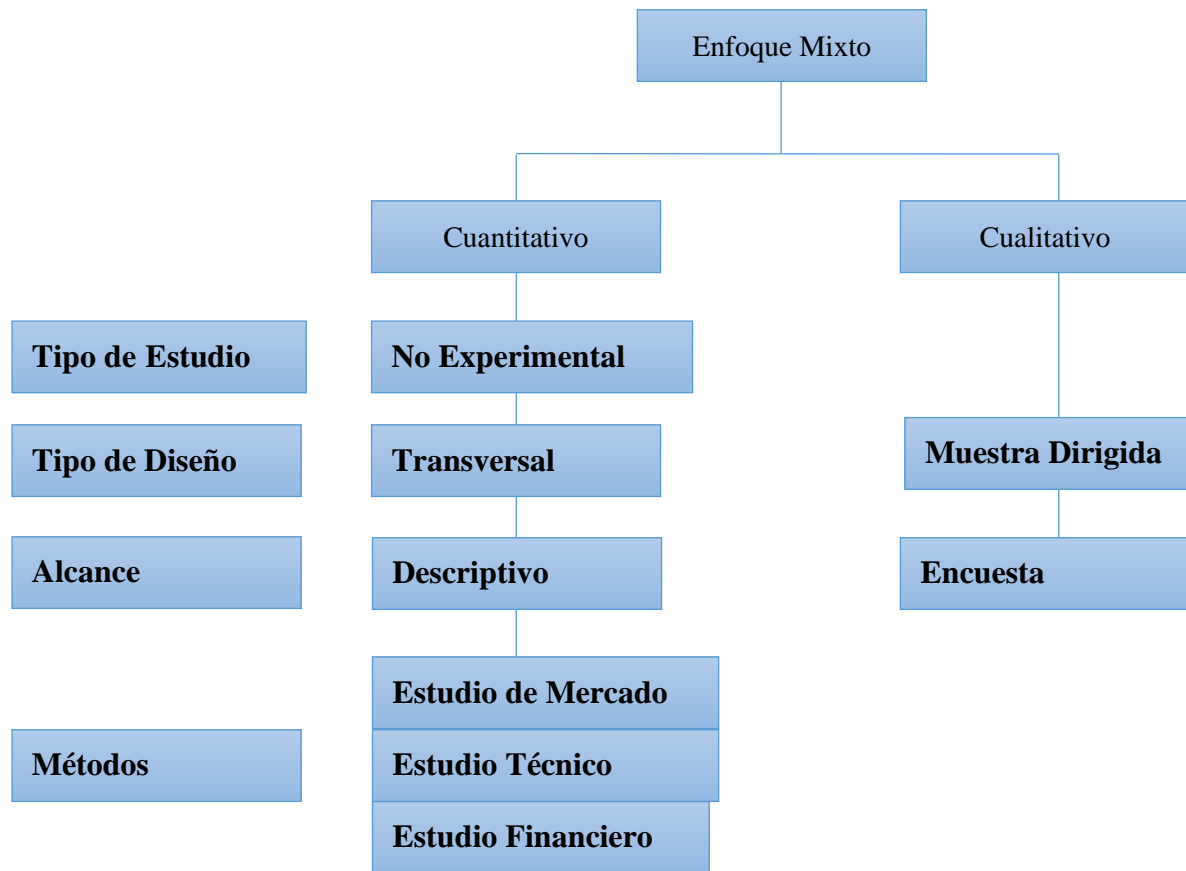 Enfoque Mixto
Cuantitativo
Cualitativo
Tipo de Estudio
No Experimental
Tipo de Diseño
Transversal
Muestra Dirigida
Alcance
Descriptivo
Encuesta
Estudio de Mercado
Métodos
Estudio Técnico
Estudio Financiero